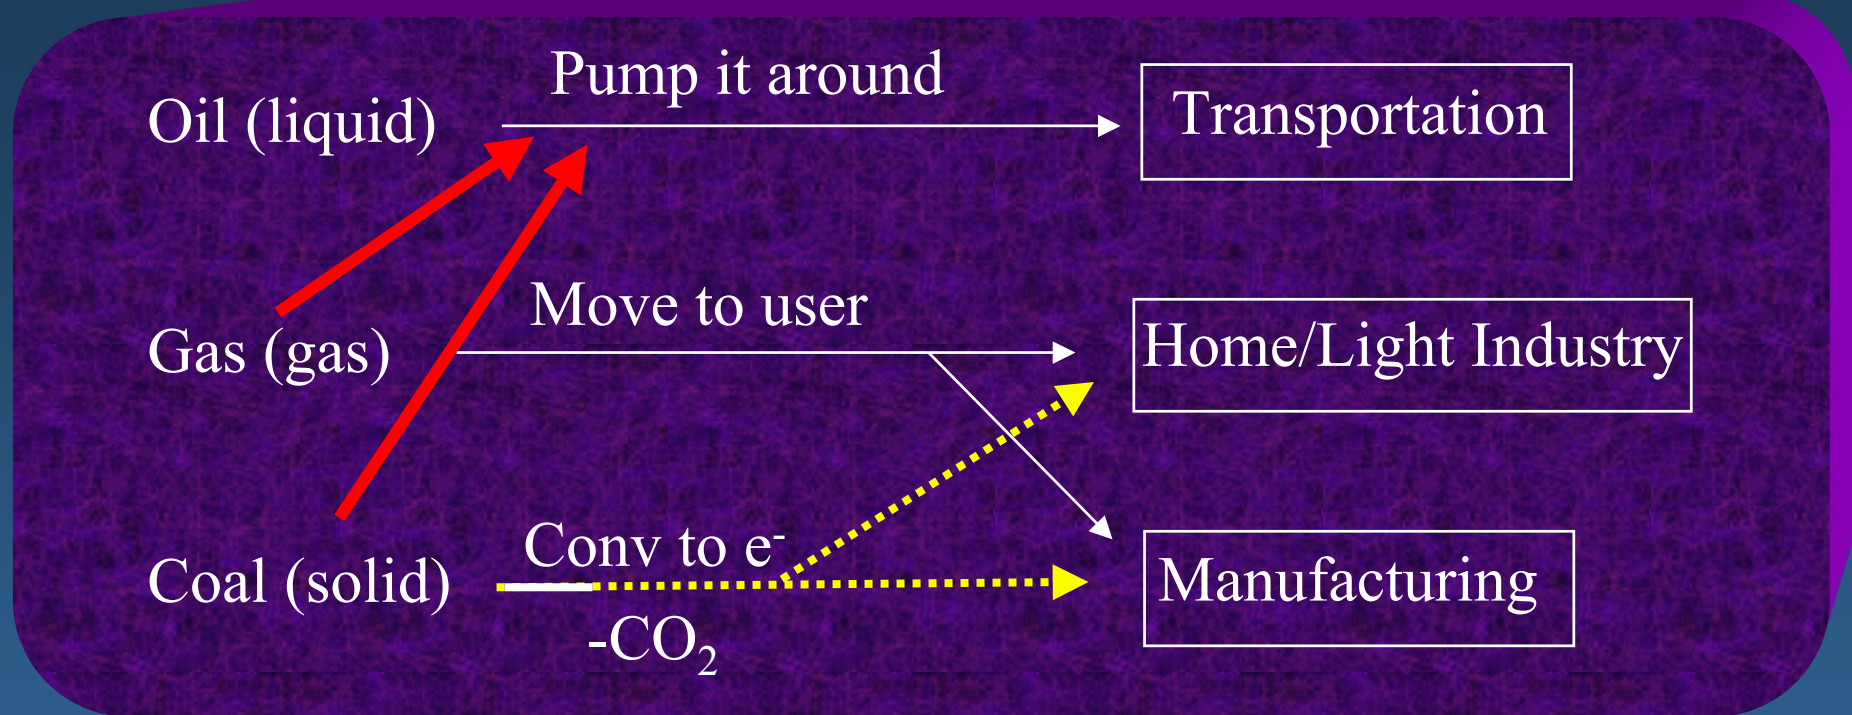 Pump it around
Oil (liquid)
Transportation
Move to user
Gas (gas)
Home/Light Industry
Conv to e⁻
Coal (solid)
Manufacturing
-CO₂